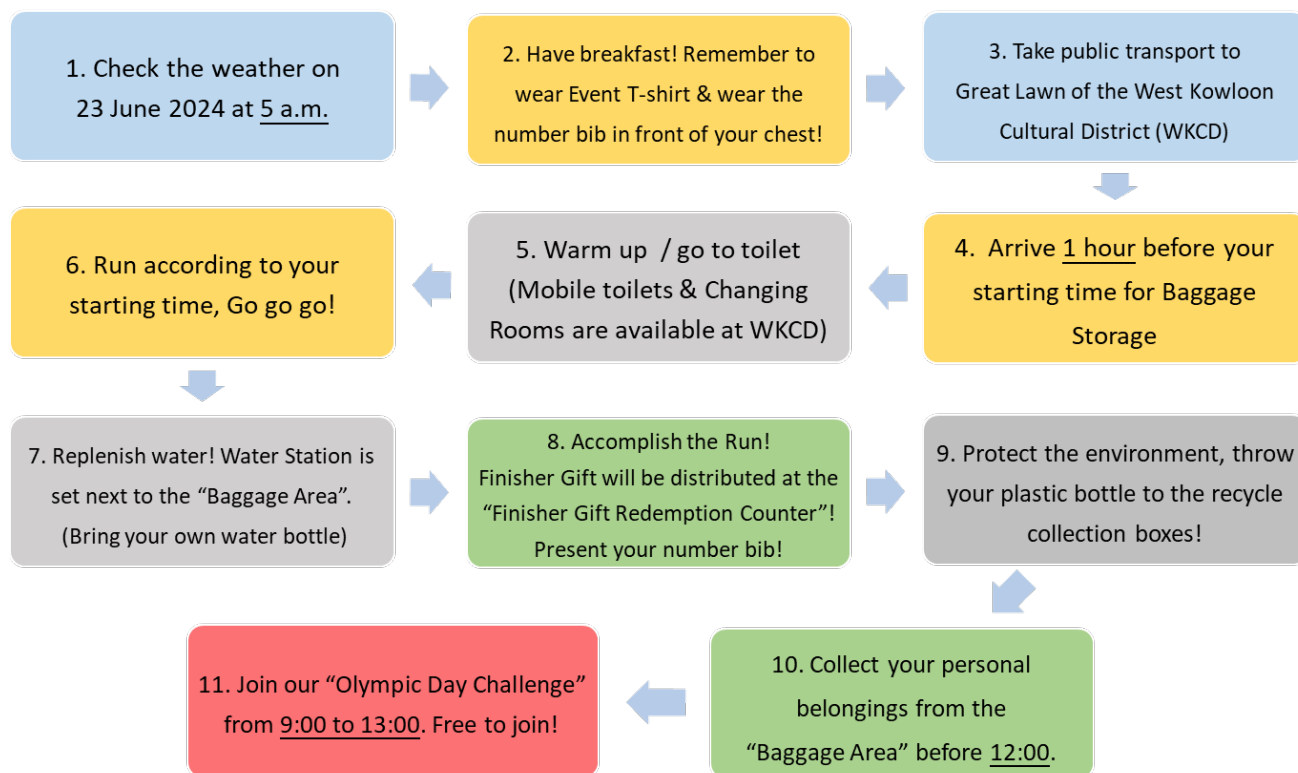 1. Check the weather on
23 June 2024 at 5 a.m.
2. Have breakfast! Remember to
wear Event T-shirt & wear the
number bib in front of your chest!
3. Take public transport to
Great Lawn of the West Kowloon
Cultural District (WKCD)
4. Arrive 1 hour before your
starting time for Baggage
Storage
5. Warm up / go to toilet
(Mobile toilets & Changing
Rooms are available at WKCD)
6. Run according to your
starting time, Go go go!
7. Replenish water! Water Station is
set next to the “Baggage Area”.
(Bring your own water bottle)
8. Accomplish the Run!
Finisher Gift will be distributed at the
“Finisher Gift Redemption Counter”!
Present your number bib!
9. Protect the environment, throw
your plastic bottle to the recycle
collection boxes!
10. Collect your personal
belongings from the
“Baggage Area” before 12:00.
11. Join our “Olympic Day Challenge”
from 9:00 to 13:00. Free to join!